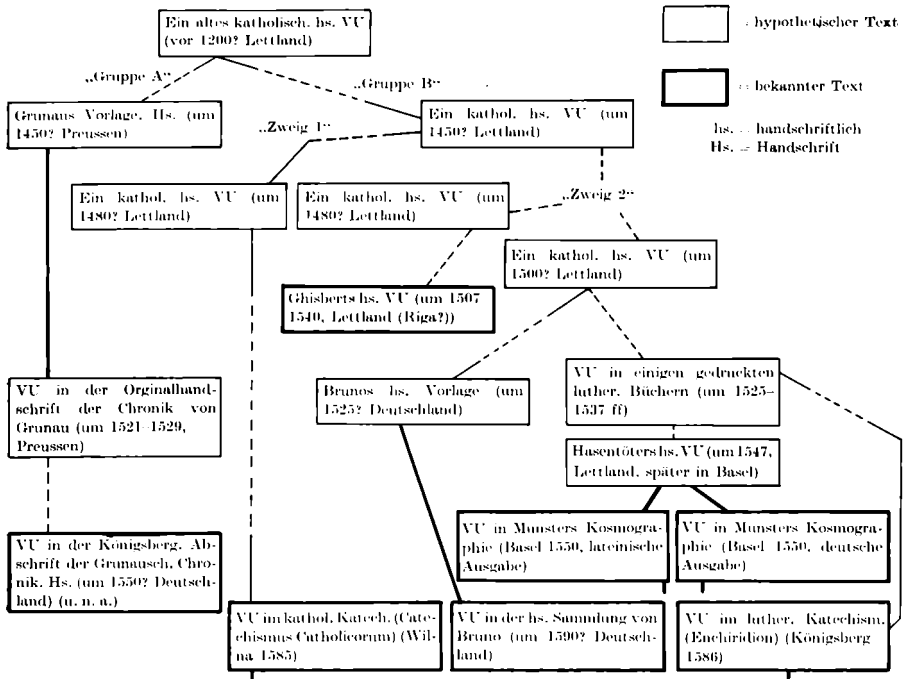 Ein altes katholisch. hs. VU
(vor 1200? Lettland)
: hypothetischer Text
= bekannter Text
hs. = handschriftlich
Hs. = Handschrift
„Gruppe A“
„Gruppe B“
Grunaus Vorlage, Hs. (um
1450? Preussen)
„Zweig 1“
Ein kathol. hs. VU (um
1450? Lettland)
Ein kathol. hs. VU (um
1480? Lettland)
Ein kathol. hs. VU (um
1480? Lettland)
„Zweig 2“
Ein kathol. hs. VU (um
1500? Lettland)
Ghisberts hs. VU (um 1507
1540, Lettland (Riga?))
VU in der Orginalhand-
schrift der Chronik von
Grunau (um 1521–1529,
Preussen)
Brunos hs. Vorlage (um
1525? Deutschland)
VU in einigen gedruckten
luther. Büchern (um 1525–
1537 ff)
Hasentöters hs. VU (um 1547,
Lettland, später in Basel)
VU in Munsters Kosmogra-
phie (Basel 1550, lateinische
Ausgabe)
VU in Munsters Kosmogra-
phie (Basel 1550, deutsche
Ausgabe)
VU in der Königsberg. Ab-
schrift der Grunausch. Chro-
nik. Hs. (um 1550? Deutsch-
land) (u. n. a.)
VU im kathol. Katech. (Cate-
chismus Catholicorum) (Wil-
na 1585)
VU in der hs. Sammlung von
Bruno (um 1590? Deutsch-
land)
VU im luther. Katechism.
(Enchiridion) (Königsberg
1586)